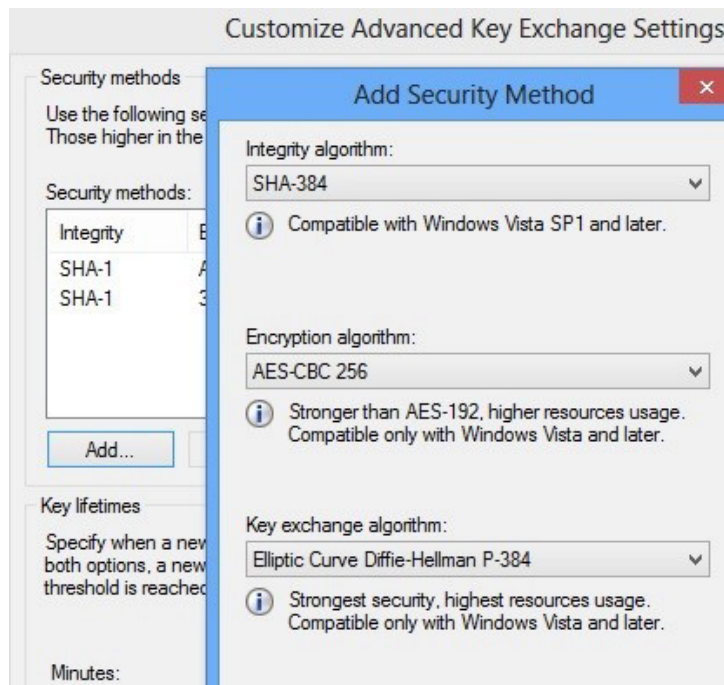 Customize Advanced Key Exchange Settings
Security methods
Use the following
Those higher in the
Security methods:
Integrity
SHA-1
SHA-1
Add...
Key lifetimes
Specify when a new
both options, a new
threshold is reached
Minutes:
Add Security Method
Integrity algorithm:
SHA-384
Compatible with Windows Vista SP1 and later.
Encryption algorithm:
AES-CBC 256
Stronger than AES-192, higher resources usage.
Compatible only with Windows Vista and later.
Key exchange algorithm:
Elliptic Curve Diffie-Hellman P-384
Strongest security, highest resources usage.
Compatible only with Windows Vista and later.